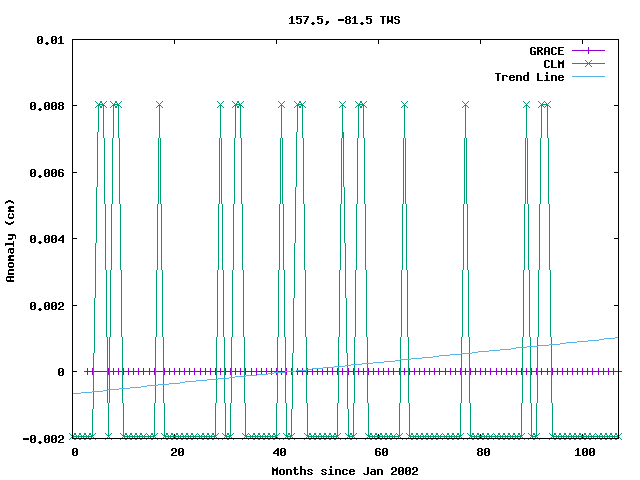 157.5, -81.5 TWS
GRACE
CLM
Trend Line
0.01
0.008
0.006
0.004
0.002
0
-0.002
Anomaly (cm)
0 20 40 60 80 100
Months since Jan 2002